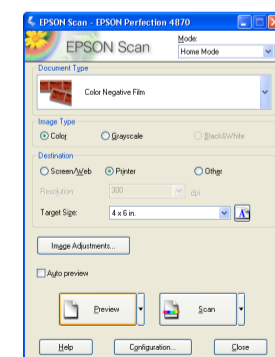 EPSON Scan - EPSON Perfection 4870
EPSON Scan
Mode:
Home Mode
Document Type
Color Negative Film
Image Type
Color
Grayscale
Black&White
Destination
Screen/Web
Printer
Other
Resolution:
300
dpi
Target Size:
4 x 6 in.
Image Adjustments...
Auto preview
Preview
Scan
Help
Configuration...
Close